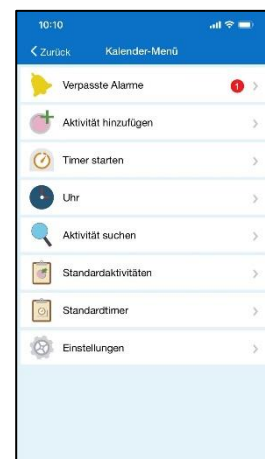 10:10
Zurück Kalender-Menü
Verpasste Alarme 1
Aktivität hinzufügen
Timer starten
Uhr
Aktivität suchen
Standardaktivitäten
Standardtimer
Einstellungen